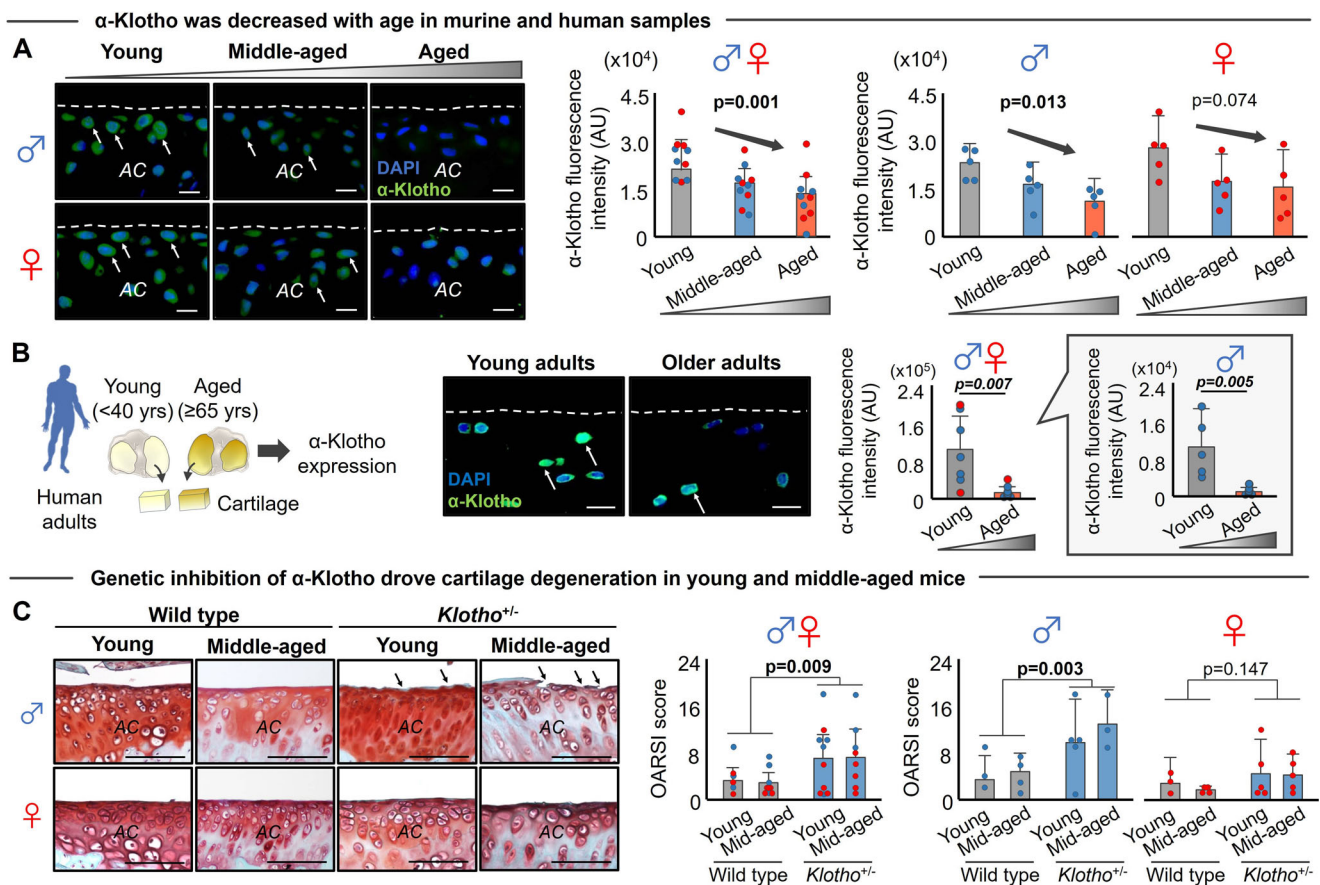 α-Klotho was decreased with age in murine and human samples
A
Young Middle-aged Aged
♂
AC
AC
DAPI
α-Klotho
AC
♀
AC
AC
AC
♂♀
(x10⁴)
α-Klotho fluorescence
intensity (AU)
4.5
3.0
1.5
0
p=0.001
Young
Middle-aged
Aged
♂
(x10⁴)
α-Klotho fluorescence
intensity (AU)
4.5
3.0
1.5
0
p=0.013
Young
Middle-aged
Aged
♀
p=0.074
Young
Middle-aged
Aged
B
Young
(<40 yrs)
Aged
(≥65 yrs)
α-Klotho
expression
Human
adults
Cartilage
Young adults
Older adults
DAPI
α-Klotho
♂♀
(x10⁵)
α-Klotho fluorescence
intensity (AU)
2.4
1.6
0.8
0
p=0.007
Young
Aged
♂
(x10⁴)
α-Klotho fluorescence
intensity (AU)
2.4
1.6
0.8
0
p=0.005
Young
Aged
Genetic inhibition of α-Klotho drove cartilage degeneration in young and middle-aged mice
C
Wild type
Klotho⁺/⁻
Young
Middle-aged
Young
Middle-aged
♂
AC
AC
AC
AC
♀
AC
AC
AC
AC
♂♀
OARSI score
24
16
8
0
p=0.009
Young
Mid-aged
Young
Mid-aged
Wild type
Klotho⁺/⁻
♂
OARSI score
24
16
8
0
p=0.003
Young
Mid-aged
Young
Mid-aged
Wild type
Klotho⁺/⁻
♀
p=0.147
Young
Mid-aged
Young
Mid-aged
Wild type
Klotho⁺/⁻